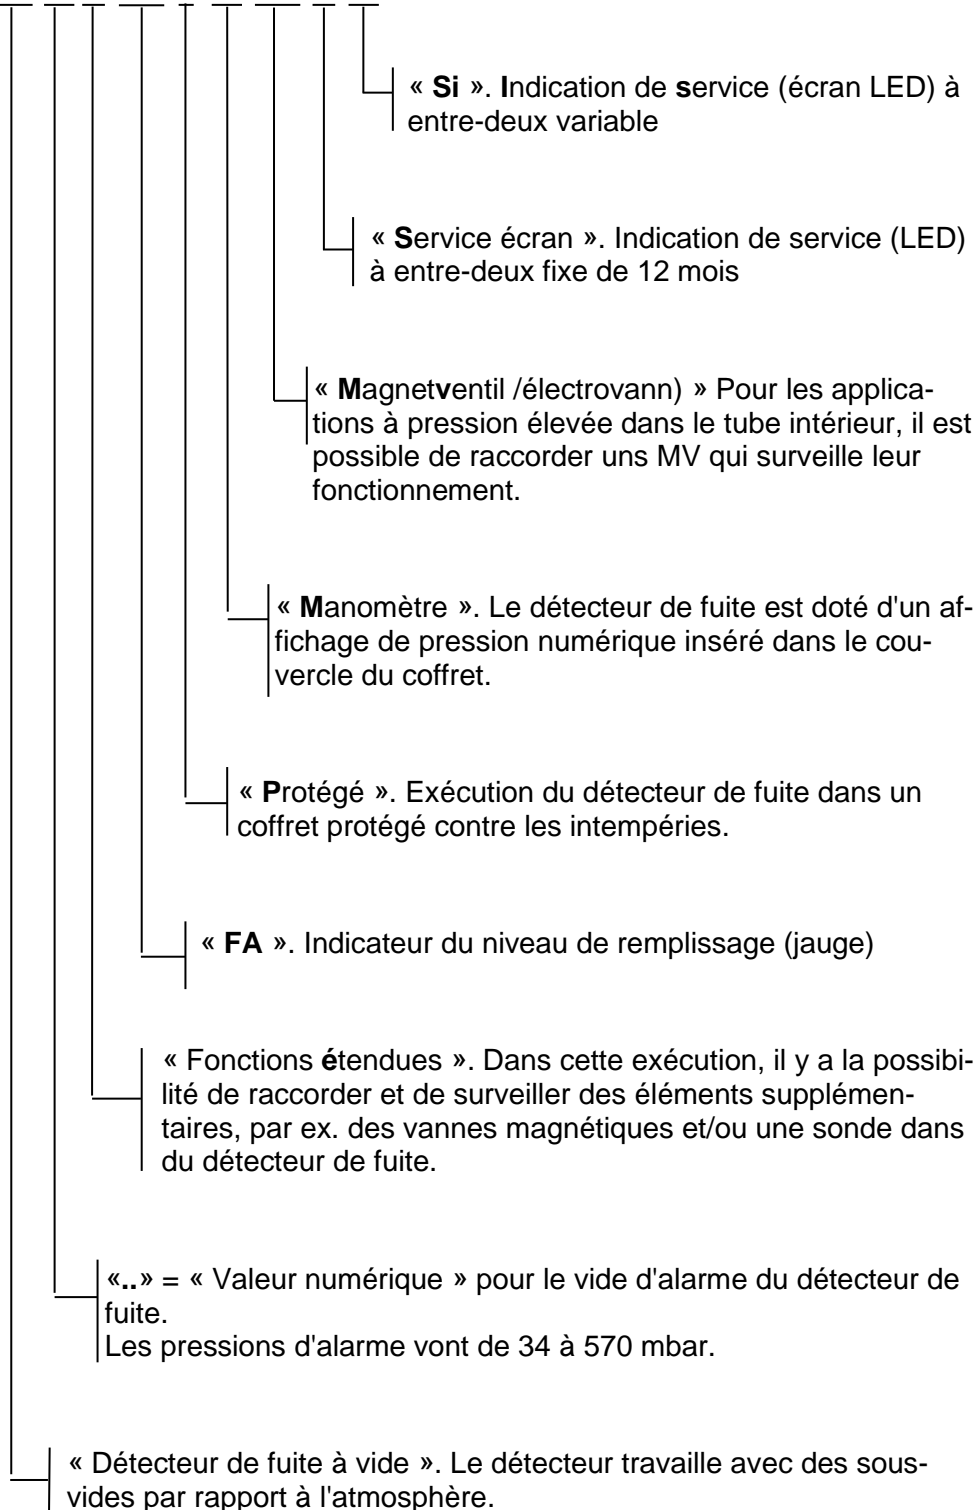 « Si ». Indication de service (écran LED) à
entre-deux variable
« Service écran ». Indication de service (LED)
à entre-deux fixe de 12 mois
« Magnetventil /électrovann) » Pour les applica-
tions à pression élevée dans le tube intérieur, il est
possible de raccorder uns MV qui surveille leur
fonctionnement.
« Manomètre ». Le détecteur de fuite est doté d'un af-
fichage de pression numérique inséré dans le cou-
vercle du coffret.
« Protégé ». Exécution du détecteur de fuite dans un
coffret protégé contre les intempéries.
« FA ». Indicateur du niveau de remplissage (jauge)
« Fonctions étendues ». Dans cette exécution, il y a la possibi-
lité de raccorder et de surveiller des éléments supplémen-
taires, par ex. des vannes magnétiques et/ou une sonde dans
du détecteur de fuite.
«..» = « Valeur numérique » pour le vide d'alarme du détecteur de
fuite.
Les pressions d'alarme vont de 34 à 570 mbar.
« Détecteur de fuite à vide ». Le détecteur travaille avec des sous-
vides par rapport à l'atmosphère.